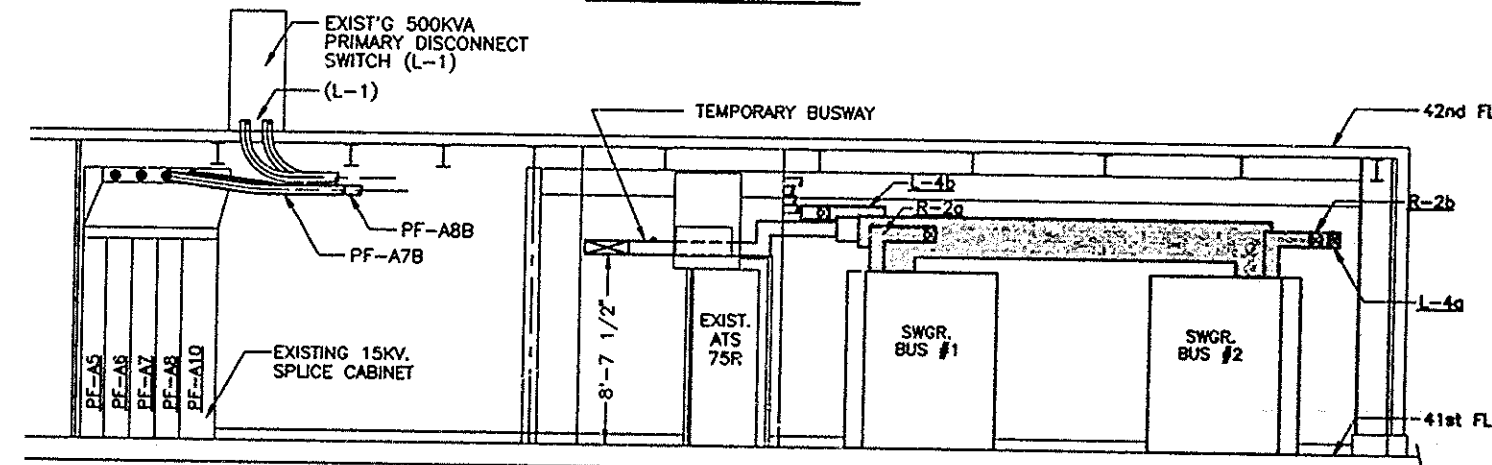 EXIST'G 500KVA
PRIMARY DISCONNECT
SWITCH (L-1)
(L-1)
TEMPORARY BUSWAY
42nd FL
L-4b
R-2a
R-2b
PF-A8B
PF-A7B
L-4a
8'-7 1/2"
EXIST.
ATS
75R
SWGR.
BUS #1
SWGR.
BUS #2
PF-A5
PF-A6
PF-A7
PF-A8
PF-A10
EXISTING 15KV.
SPLICE CABINET
41st FL